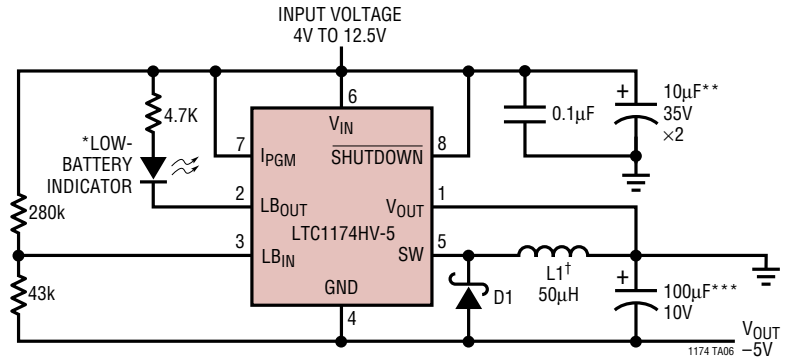 INPUT VOLTAGE
4V TO 12.5V
6
VIN
4.7K
*LOW-
BATTERY
INDICATOR
7
IPGM
SHUTDOWN
8
0.1µF
+
10µF**
35V
×2
280k
2
LBOUT
VOUT
1
LTC1174HV-5
3
LBIN
SW
5
L1†
50µH
43k
GND
4
D1
+
100µF***
10V
VOUT
–5V
1174 TA06